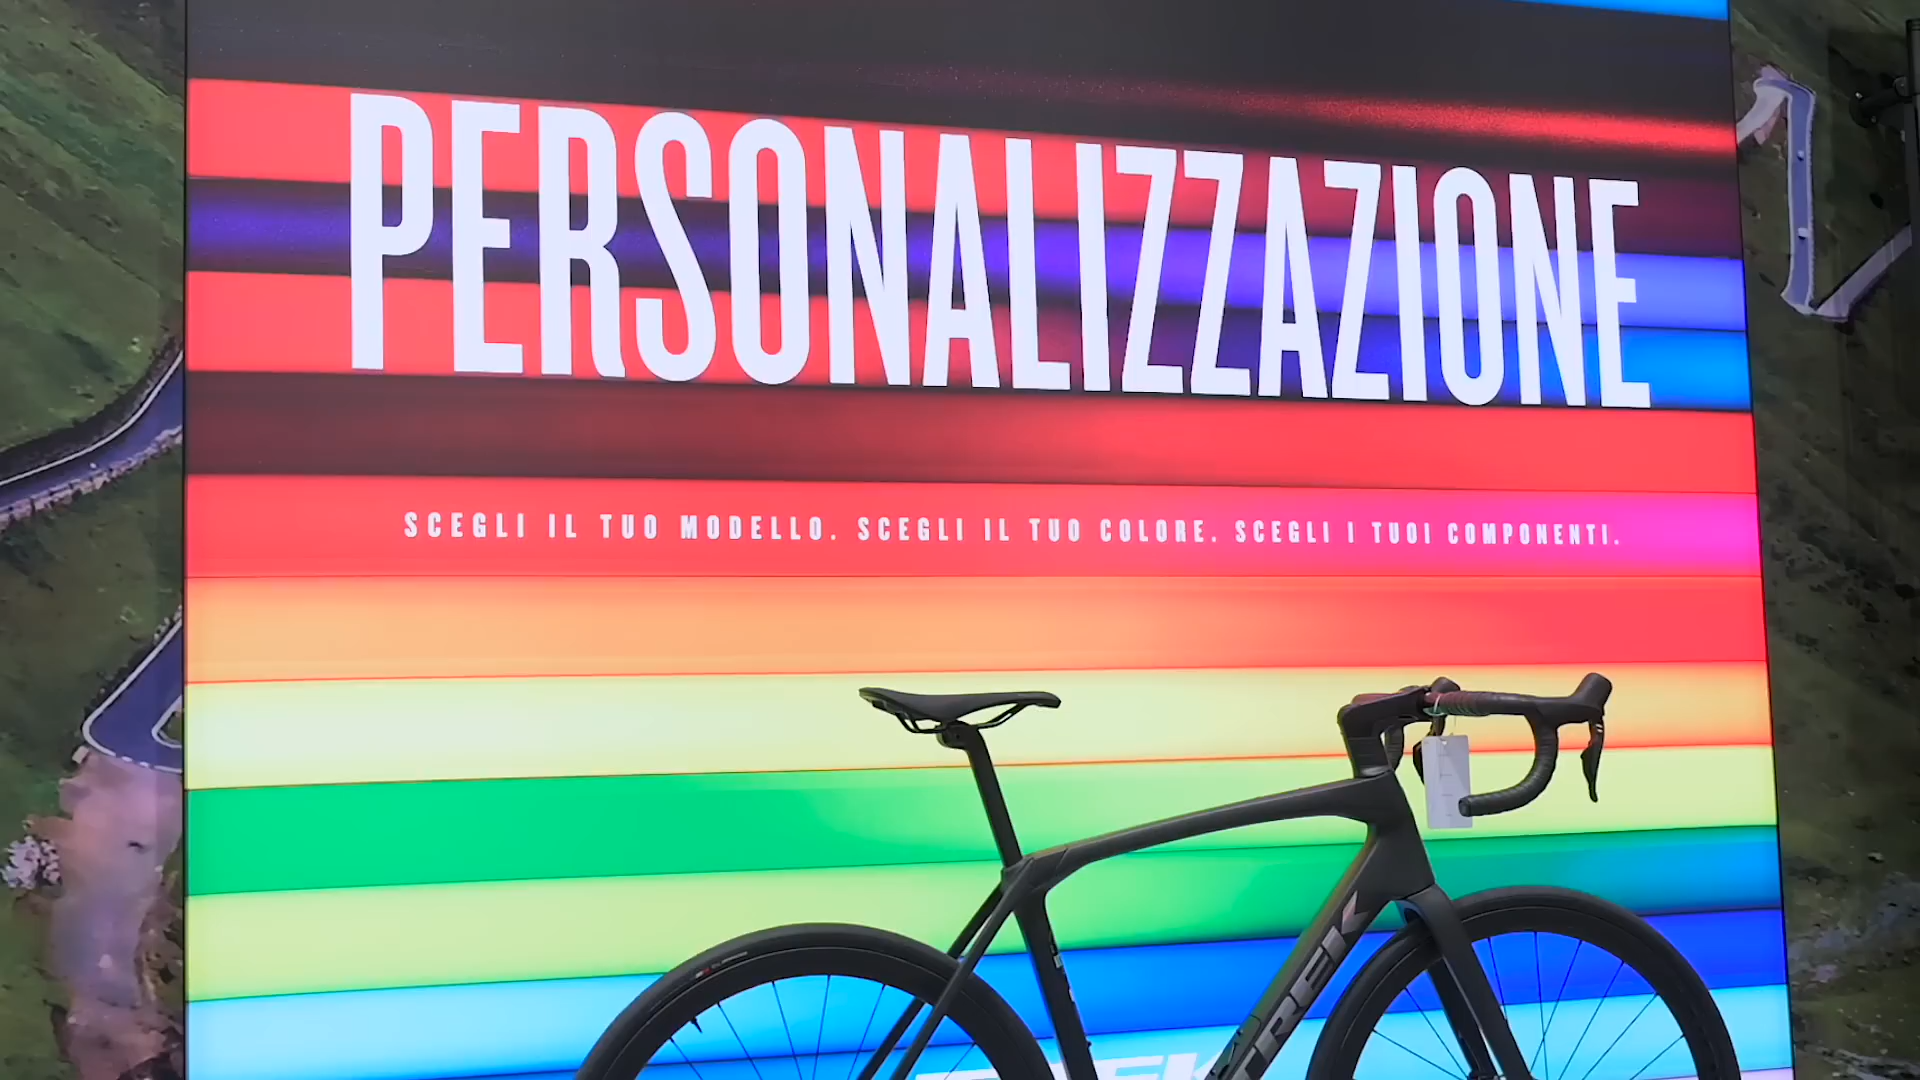 PERSONALIZZAZIONE
SCEGLI IL TUO MODELLO. SCEGLI IL TUO COLORE. SCEGLI I TUOI COMPONENTI.
TREK